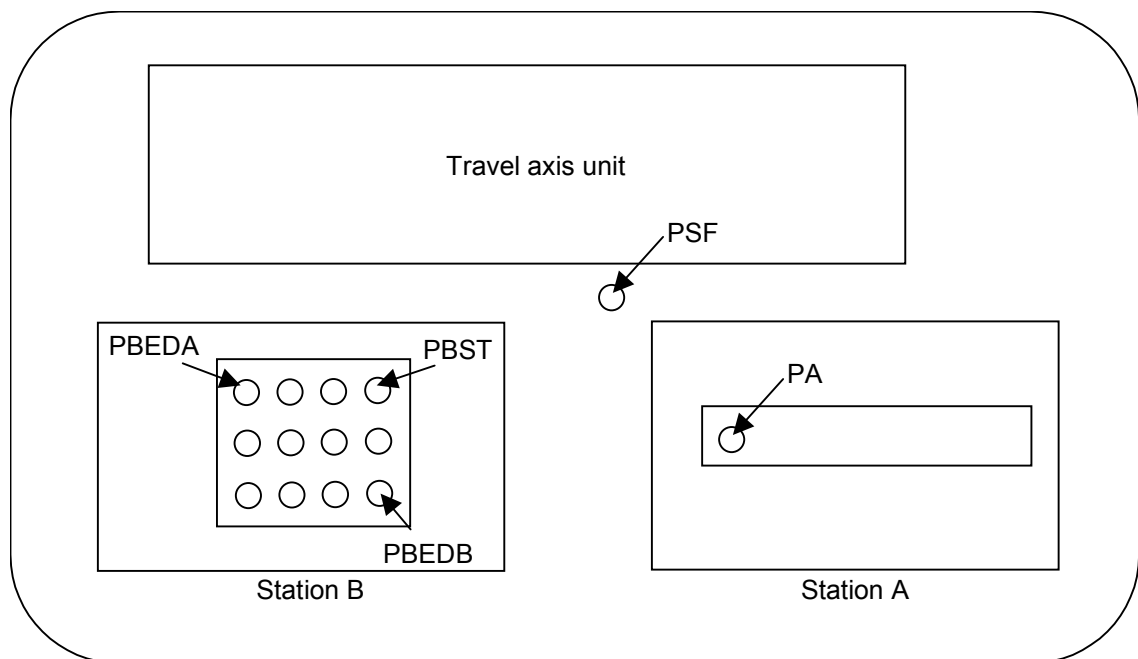 Travel axis unit
PSF
PBEDA
PBST
PA
PBEDB
Station B
Station A